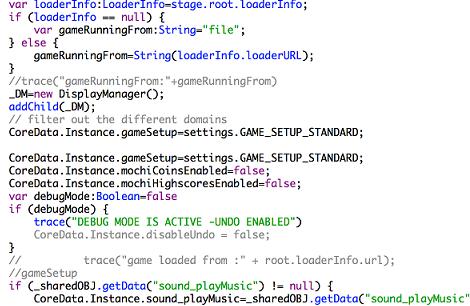 var loaderInfo:LoaderInfo=stage.root.loaderInfo;
if (loaderInfo == null) {
var gameRunningFrom:String="file";
} else {
gameRunningFrom=String(loaderInfo.loaderURL);
}
//trace("gameRunningFrom:"+gameRunningFrom)
_DM=new DisplayManager();
addChild(_DM);
// filter out the different domains
CoreData.Instance.gameSetup=settings.GAME_SETUP_STANDARD;
CoreData.Instance.gameSetup=settings.GAME_SETUP_STANDARD;
CoreData.Instance.mochiCoinsEnabled=false;
CoreData.Instance.mochiHighscoresEnabled=false;
var debugMode:Boolean=false
if (debugMode) {
trace("DEBUG MODE IS ACTIVE -UNDO ENABLED")
CoreData.Instance.disableUndo = false;
}
// trace("game loaded from :" + root.loaderInfo.url);
//gameSetup
if (_sharedOBJ.getData("sound_playMusic") != null) {
CoreData.Instance.sound_playMusic=_sharedOBJ.getData("sound_playMusic"